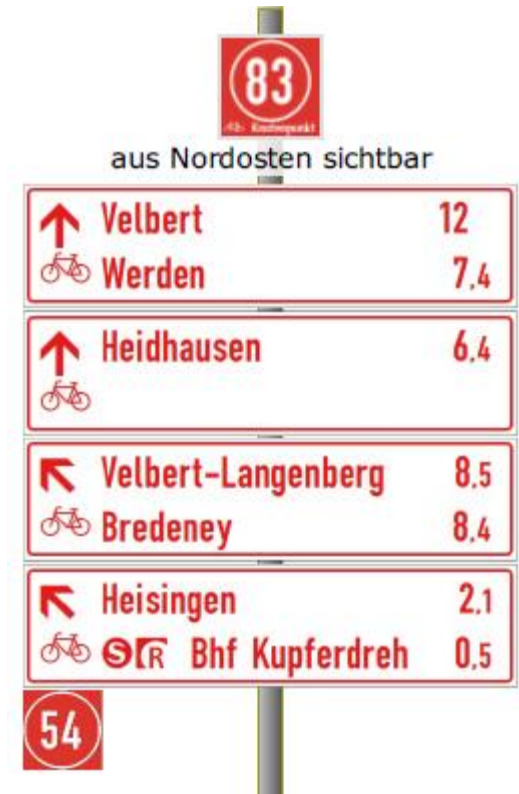 83
Knotenpunkt
aus Nordosten sichtbar
Velbert 12
Werden 7,4
Heidhausen 6,4
Velbert-Langenberg 8,5
Bredeney 8,4
Heisingen 2,1
S R Bhf Kupferdreh 0,5
54